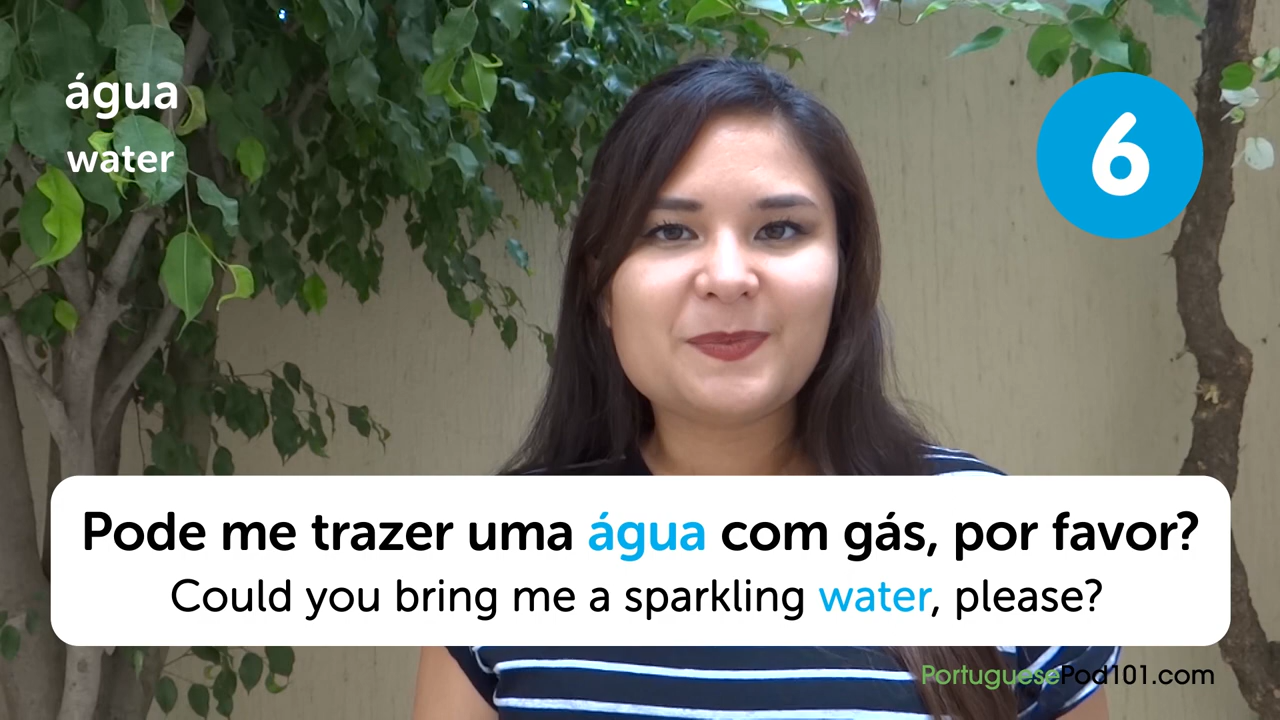 água
water
6
Pode me trazer uma água com gás, por favor?
Could you bring me a sparkling water, please?
PortuguesePod101.com